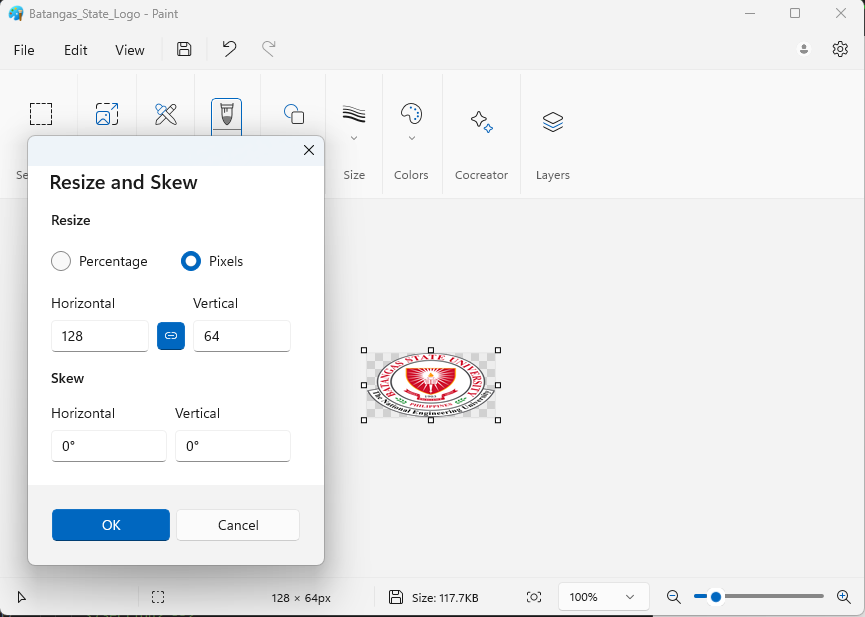 Batangas_State_Logo - Paint
File Edit View
Size Colors Cocreator Layers
Resize and Skew
Resize
Percentage Pixels
Horizontal Vertical
128 64
Skew
Horizontal Vertical
0° 0°
OK Cancel
BATANGAS STATE UNIVERSITY
PHILIPPINES
The National Engineering University
128 × 64px Size: 117.7KB 100%